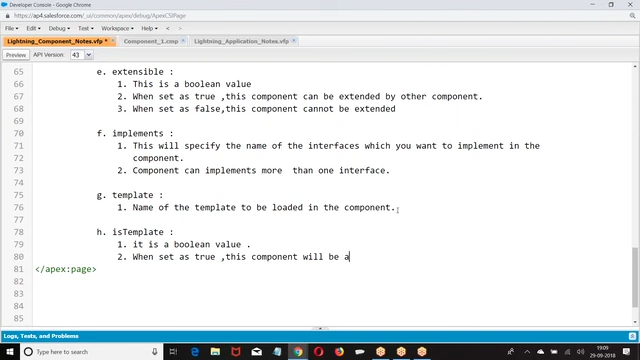 Developer Console - Google Chrome
https://ap4.salesforce.com/_ui/common/apex/debug/ApexCSIPage
File Edit Debug Test Workspace Help < >
Lightning_Component_Notes.vfp * Component_1.cmp Lightning_Application_Notes.vfp
Preview API Version: 43
65 e. extensible :
66 1. This is a boolean value
67 2. When set as true ,this component can be extended by other component.
68 3. When set as false,this component cannot be extended
69
70 f. implements :
71 1. This will specify the name of the interfaces which you want to implement in the
72 component.
73 2. Component can implements more than one interface.
74
75 g. template :
76 1. Name of the template to be loaded in the component.
77
78 h. isTemplate :
79 1. it is a boolean value .
80 2. When set as true ,this component will be a
81 </apex:page>
82
83
84
85
Logs, Tests, and Problems
Type here to search
19:09
29-09-2018